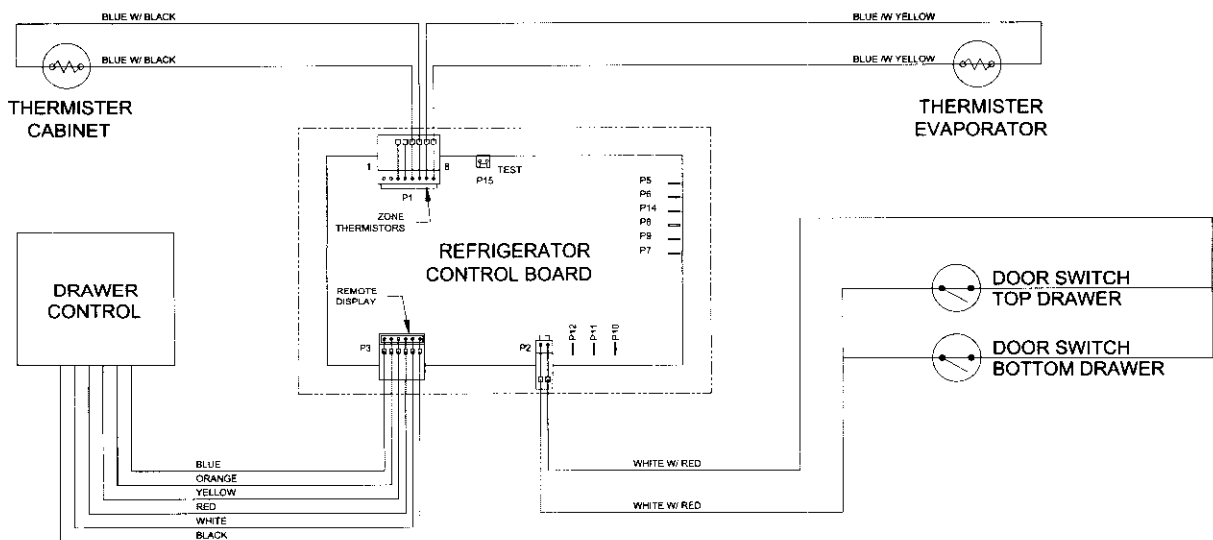 BLUE W/ BLACK
BLUE /W YELLOW
BLUE W/ BLACK
BLUE /W YELLOW
THERMISTER
CABINET
THERMISTER
EVAPORATOR
1
8
TEST
P15
P1
ZONE
THERMISTORS
P5
P6
P14
P8
P9
P7
REFRIGERATOR
CONTROL BOARD
DRAWER
CONTROL
REMOTE
DISPLAY
P3
P2
P12
P11
P10
DOOR SWITCH
TOP DRAWER
DOOR SWITCH
BOTTOM DRAWER
BLUE
ORANGE
YELLOW
RED
WHITE
BLACK
WHITE W/ RED
WHITE W/ RED